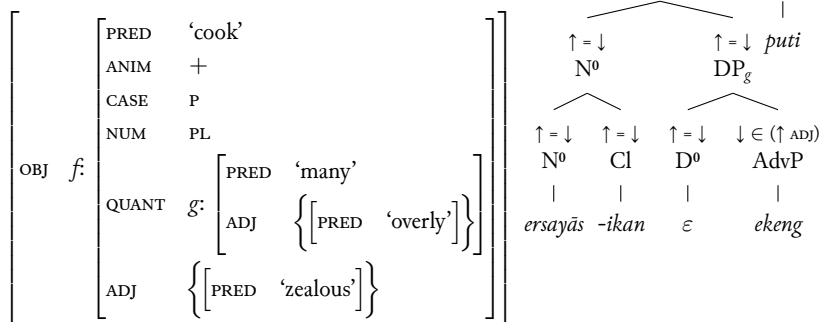 PRED ‘cook’
ANIM +
CASE P
NUM PL
OBJ f:
QUANT g: PRED ‘many’
ADJ {[PRED ‘overly’]}
ADJ {[PRED ‘zealous’]}
↑ = ↓ ↑ = ↓ puti
N⁰ DP_g
↑ = ↓ ↑ = ↓ ↑ = ↓ ↓ ∈ (↑ ADJ)
N⁰ Cl D⁰ AdvP
ersayās -ikan ε ekeng